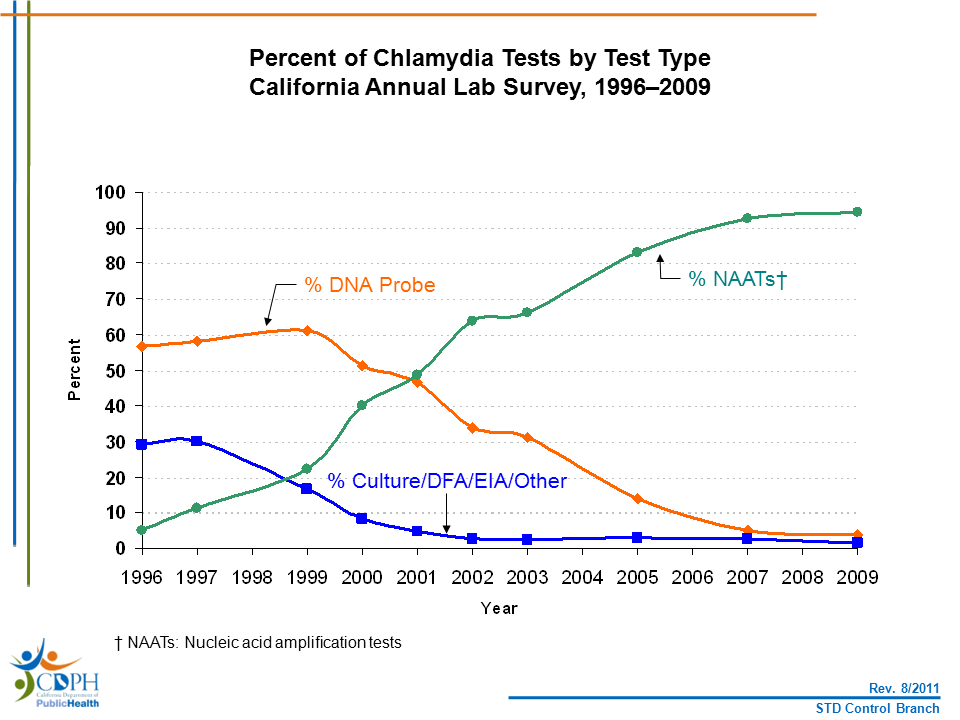 Percent of Chlamydia Tests by Test Type
California Annual Lab Survey, 1996–2009
100
90
80
70
60
50
40
30
20
10
0
Percent
% DNA Probe
% NAATs†
% Culture/DFA/EIA/Other
1996 1997 1998 1999 2000 2001 2002 2003 2004 2005 2006 2007 2008 2009
Year
† NAATs: Nucleic acid amplification tests
CDPH
California Department of
PublicHealth
Rev. 8/2011
STD Control Branch